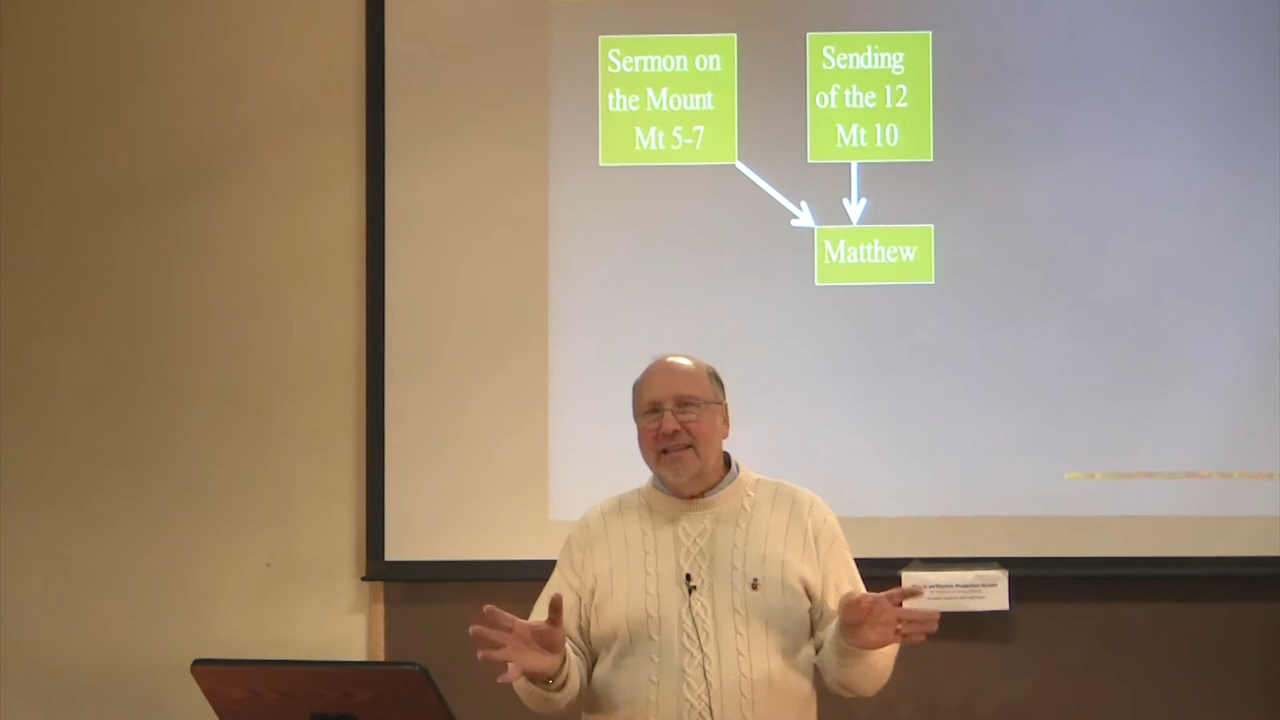 Sermon on
the Mount
Mt 5-7
Sending
of the 12
Mt 10
Matthew